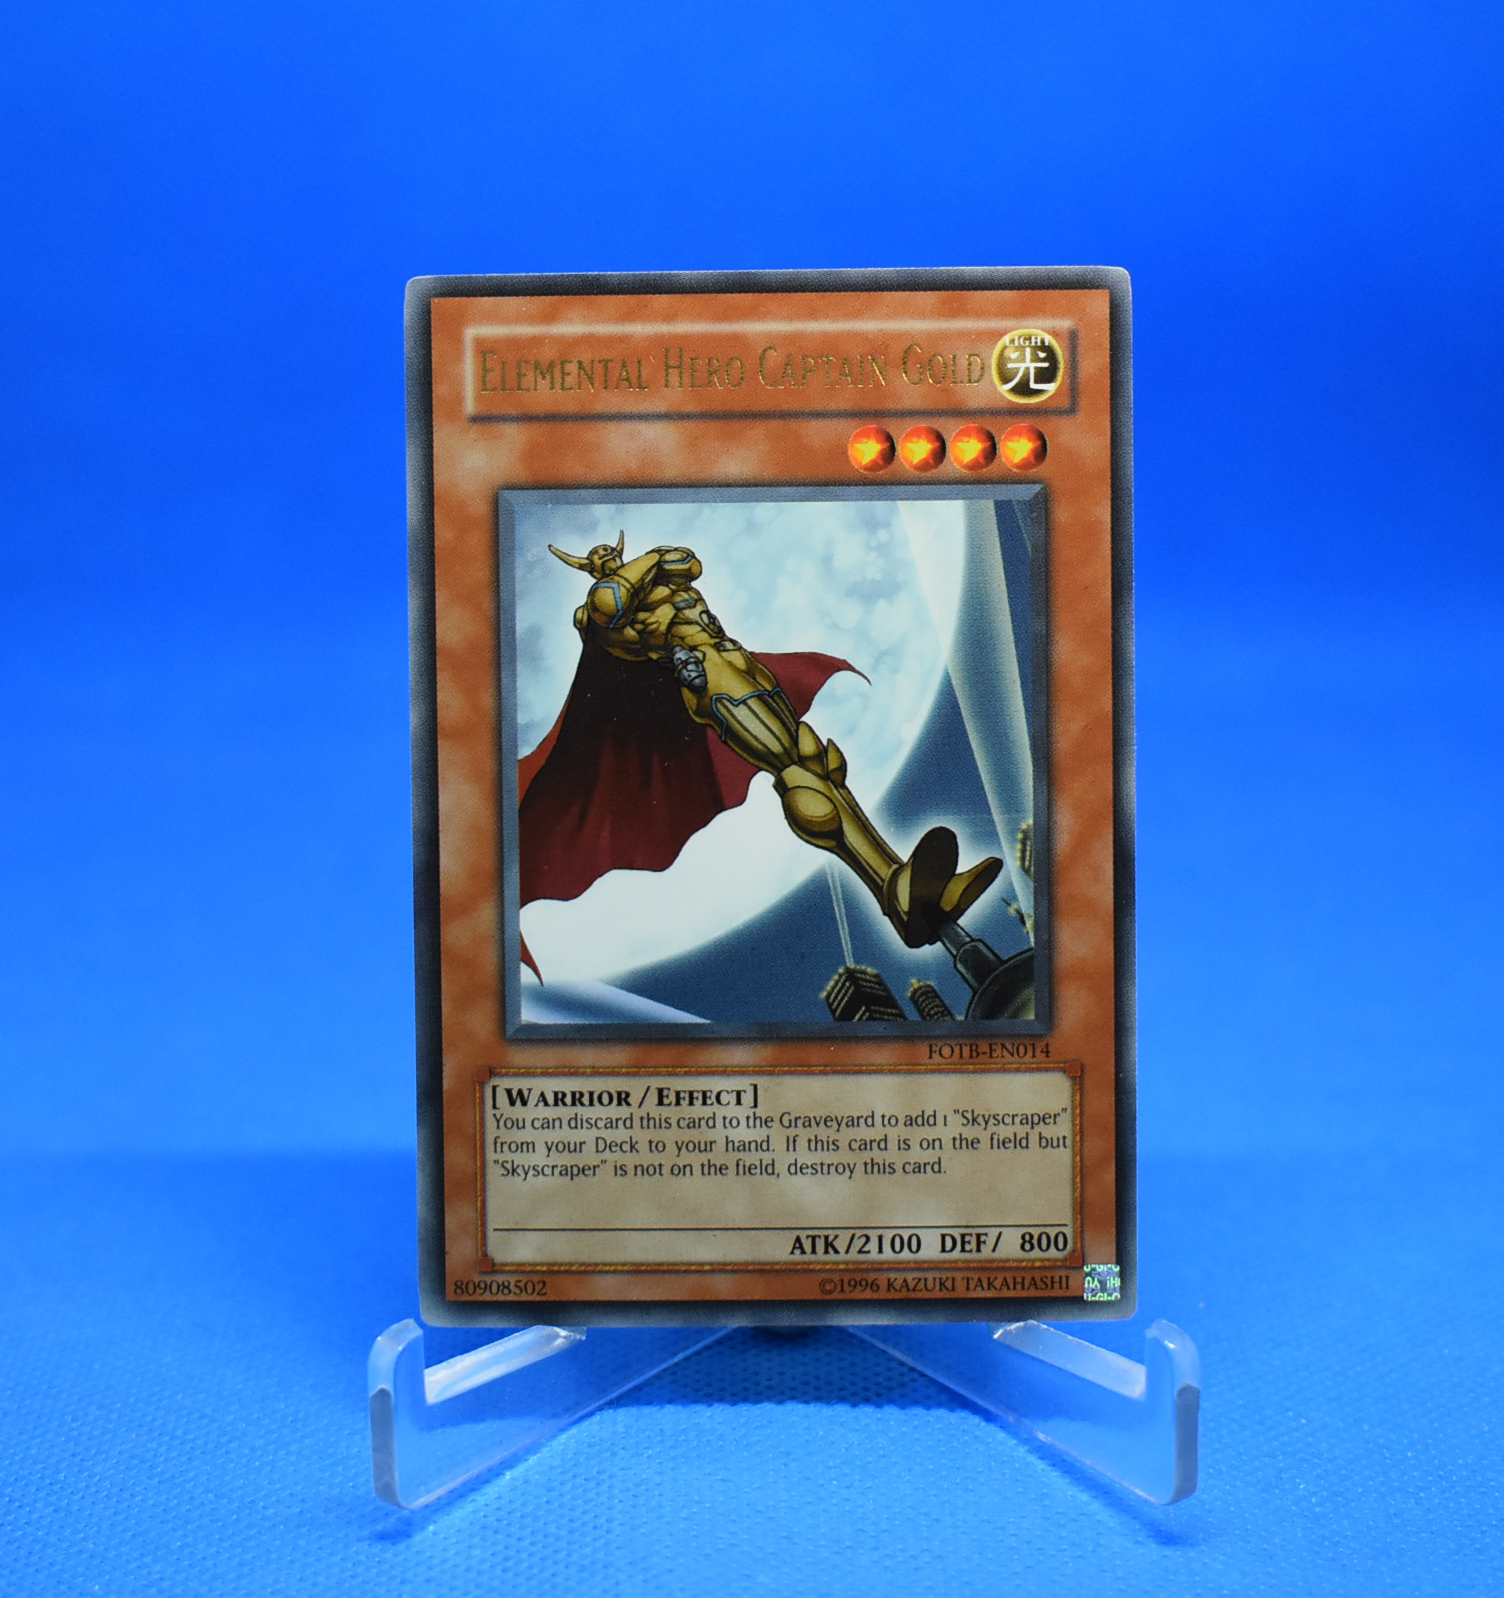 ELEMENTAL HERO CAPTAIN GOLD
LIGHT
光
FOTB-EN014
[WARRIOR / EFFECT]
You can discard this card to the Graveyard to add 1 "Skyscraper"
from your Deck to your hand. If this card is on the field but
"Skyscraper" is not on the field, destroy this card.
ATK/2100 DEF/ 800
80908502
©1996 KAZUKI TAKAHASHI